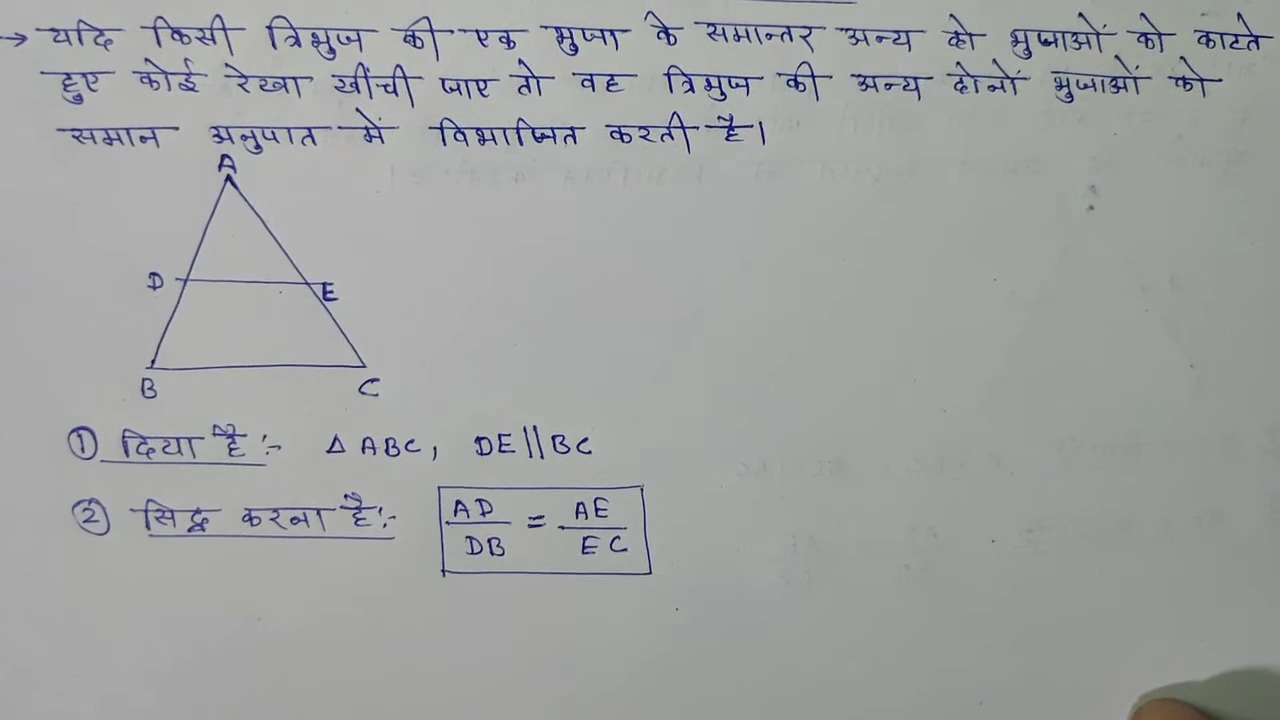 → यदि किसी त्रिभुज की एक भुजा के समान्तर अन्य दो भुजाओं को काटते
हुए कोई रेखा खींची जाए तो वह त्रिभुज की अन्य दोनों भुजाओं को
समान अनुपात में विभाजित करती है।
A
D E
B C
① दिया है :- Δ ABC, DE||BC
② सिद्ध करना है :- AD/DB = AE/EC